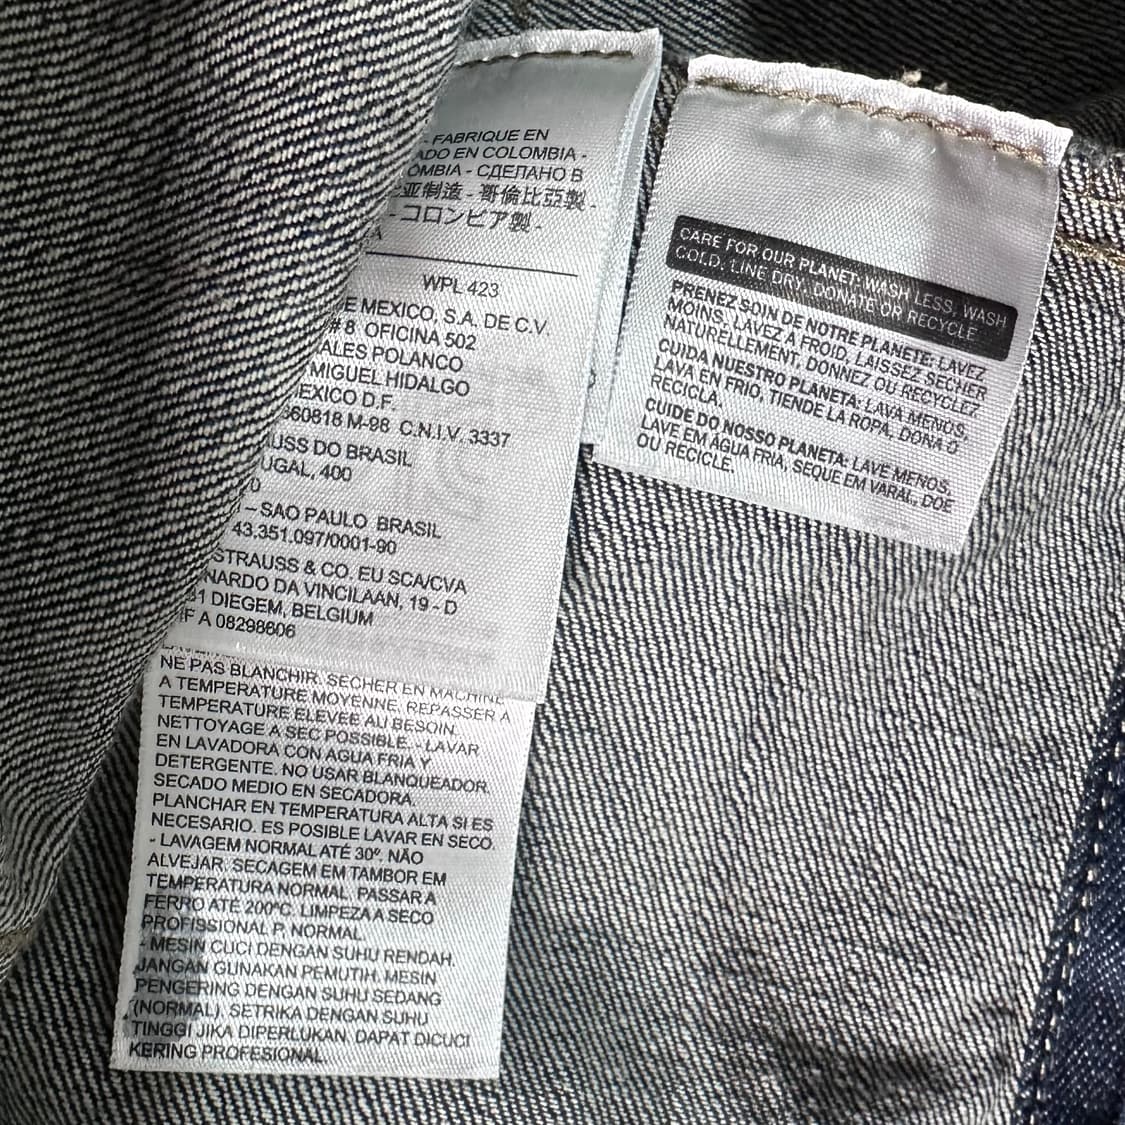 - FABRIQUE EN
ADO EN COLOMBIA -
OMBIA - СДЕЛАНО В
亚制造 - 哥倫比亞製 -
- コロンビア製 -
A
WPL 423
E MEXICO, S.A. DE C.V.
# 8 OFICINA 502
ALES POLANCO
MIGUEL HIDALGO
EXICO D.F.
860818 M-98 C.N.I.V. 3337
AUSS DO BRASIL
UGAL, 400
– SAO PAULO BRASIL
43.351.097/0001-90
STRAUSS & CO. EU SCA/CVA
NARDO DA VINCILAAN, 19 - D
31 DIEGEM, BELGIUM
IF A 08298606
NE PAS BLANCHIR. SECHER EN MACHINE
A TEMPERATURE MOYENNE. REPASSER A
TEMPERATURE ELEVEE AU BESOIN.
NETTOYAGE A SEC POSSIBLE. - LAVAR
EN LAVADORA CON AGUA FRIA Y
DETERGENTE. NO USAR BLANQUEADOR.
SECADO MEDIO EN SECADORA.
PLANCHAR EN TEMPERATURA ALTA SI ES
NECESARIO. ES POSIBLE LAVAR EN SECO.
- LAVAGEM NORMAL ATÉ 30º. NÃO
ALVEJAR. SECAGEM EM TAMBOR EM
TEMPERATURA NORMAL. PASSAR A
FERRO ATÉ 200ºC. LIMPEZA A SECO
PROFISSIONAL P. NORMAL.
- MESIN CUCI DENGAN SUHU RENDAH.
JANGAN GUNAKAN PEMUTIH. MESIN
PENGERING DENGAN SUHU SEDANG
(NORMAL). SETRIKA DENGAN SUHU
TINGGI JIKA DIPERLUKAN. DAPAT DICUCI
KERING PROFESIONAL.
CARE FOR OUR PLANET: WASH LESS, WASH
COLD, LINE DRY, DONATE OR RECYCLE.
PRENEZ SOIN DE NOTRE PLANETE: LAVEZ
MOINS, LAVEZ A FROID, LAISSEZ SECHER
NATURELLEMENT, DONNEZ OU RECYCLEZ
CUIDA NUESTRO PLANETA: LAVA MENOS,
LAVA EN FRIO, TIENDE LA ROPA, DONA O
RECICLA.
CUIDE DO NOSSO PLANETA: LAVE MENOS,
LAVE EM AGUA FRIA, SEQUE EM VARAL, DOE
OU RECICLE.